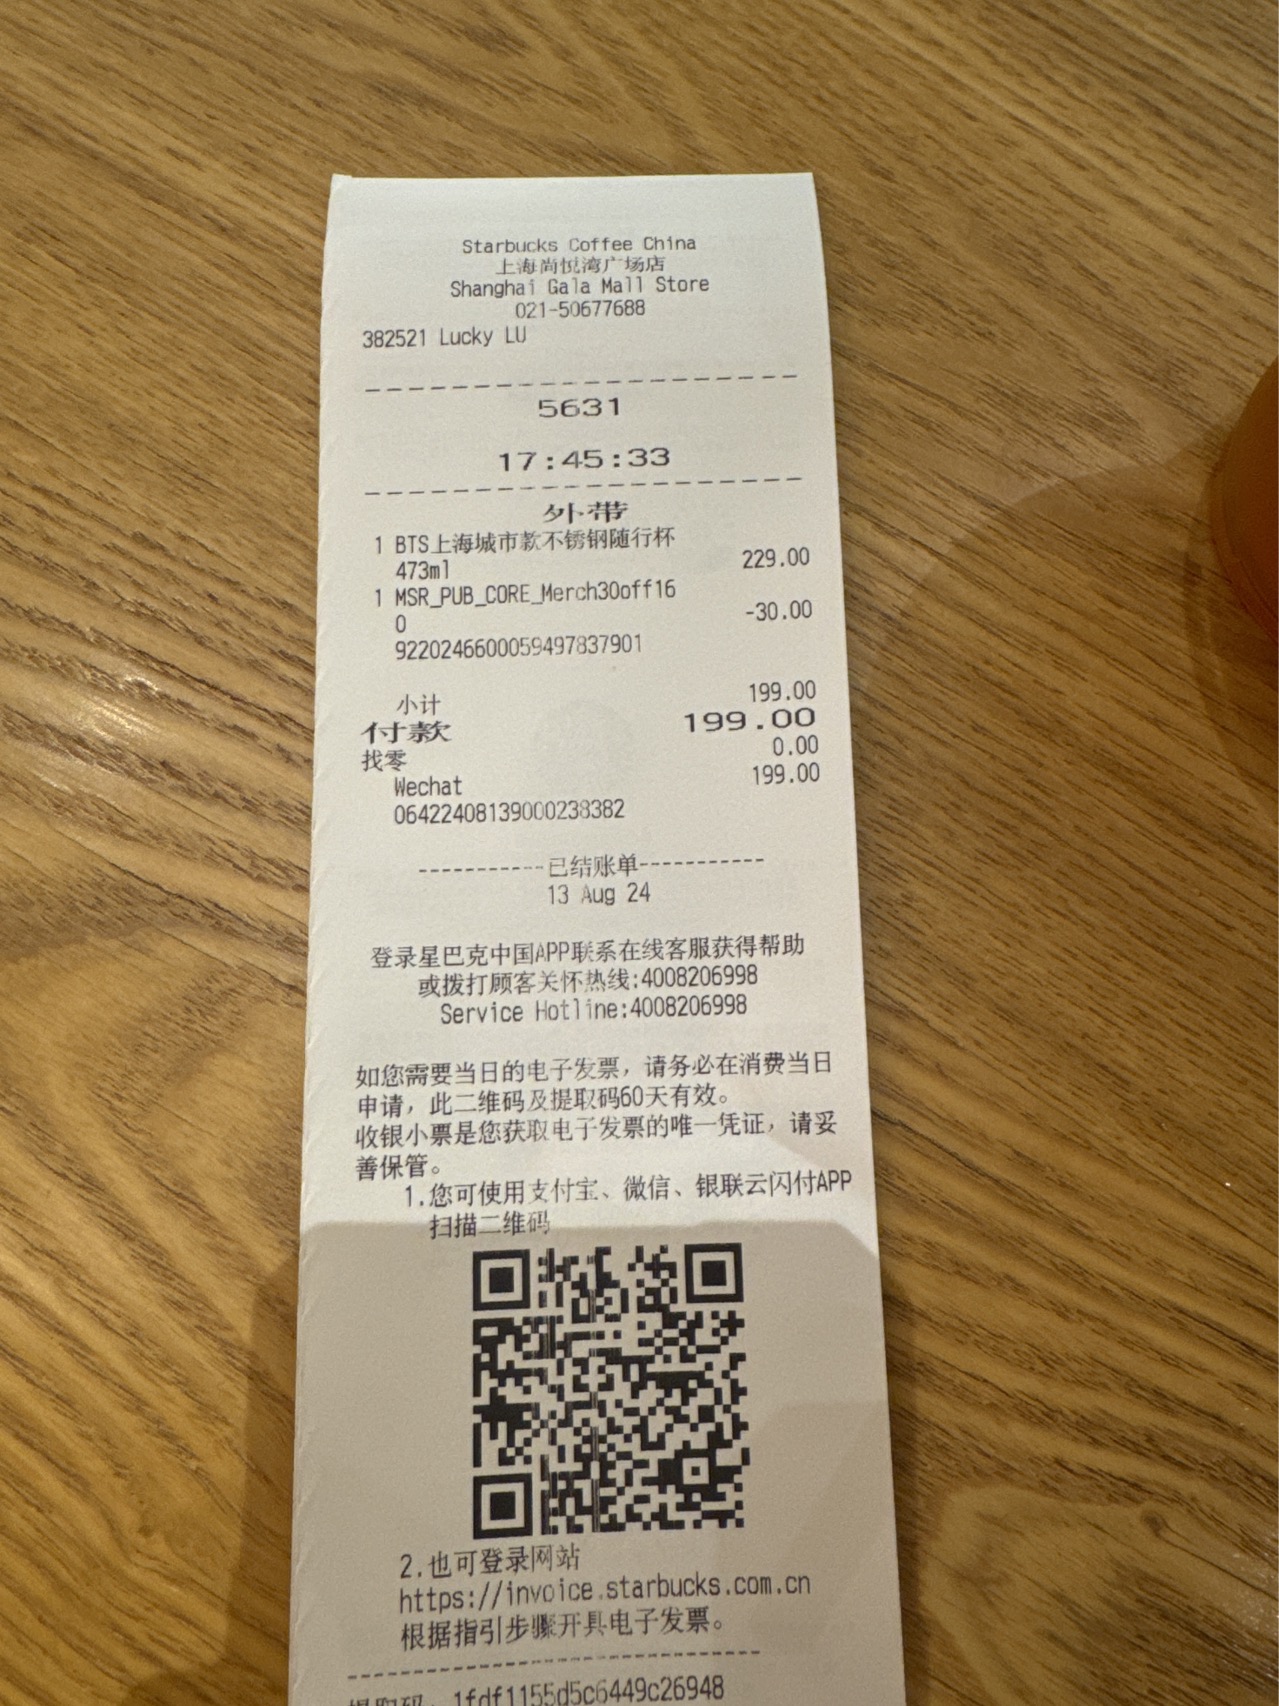 Starbucks Coffee China
上海尚悦湾广场店
Shanghai Gala Mall Store
021-50677688
382521 Lucky LU
5631
17:45:33
外带
1 BTS上海城市款不锈钢随行杯
473ml 229.00
1 MSR_PUB_CORE_Merch30off16
0 -30.00
9220246600059497837901
小计 199.00
付款 199.00
找零 0.00
Wechat 199.00
06422408139000238382
----------已结账单-----------
13 Aug 24
登录星巴克中国APP联系在线客服获得帮助
或拨打顾客关怀热线:4008206998
Service Hotline:4008206998
如您需要当日的电子发票，请务必在消费当日
申请，此二维码及提取码60天有效。
收银小票是您获取电子发票的唯一凭证，请妥
善保管。
1.您可使用支付宝、微信、银联云闪付APP
扫描二维码
2.也可登录网站
https://invoice.starbucks.com.cn
根据指引步骤开具电子发票。
提取码: 1fdf1155d5c6449c26948